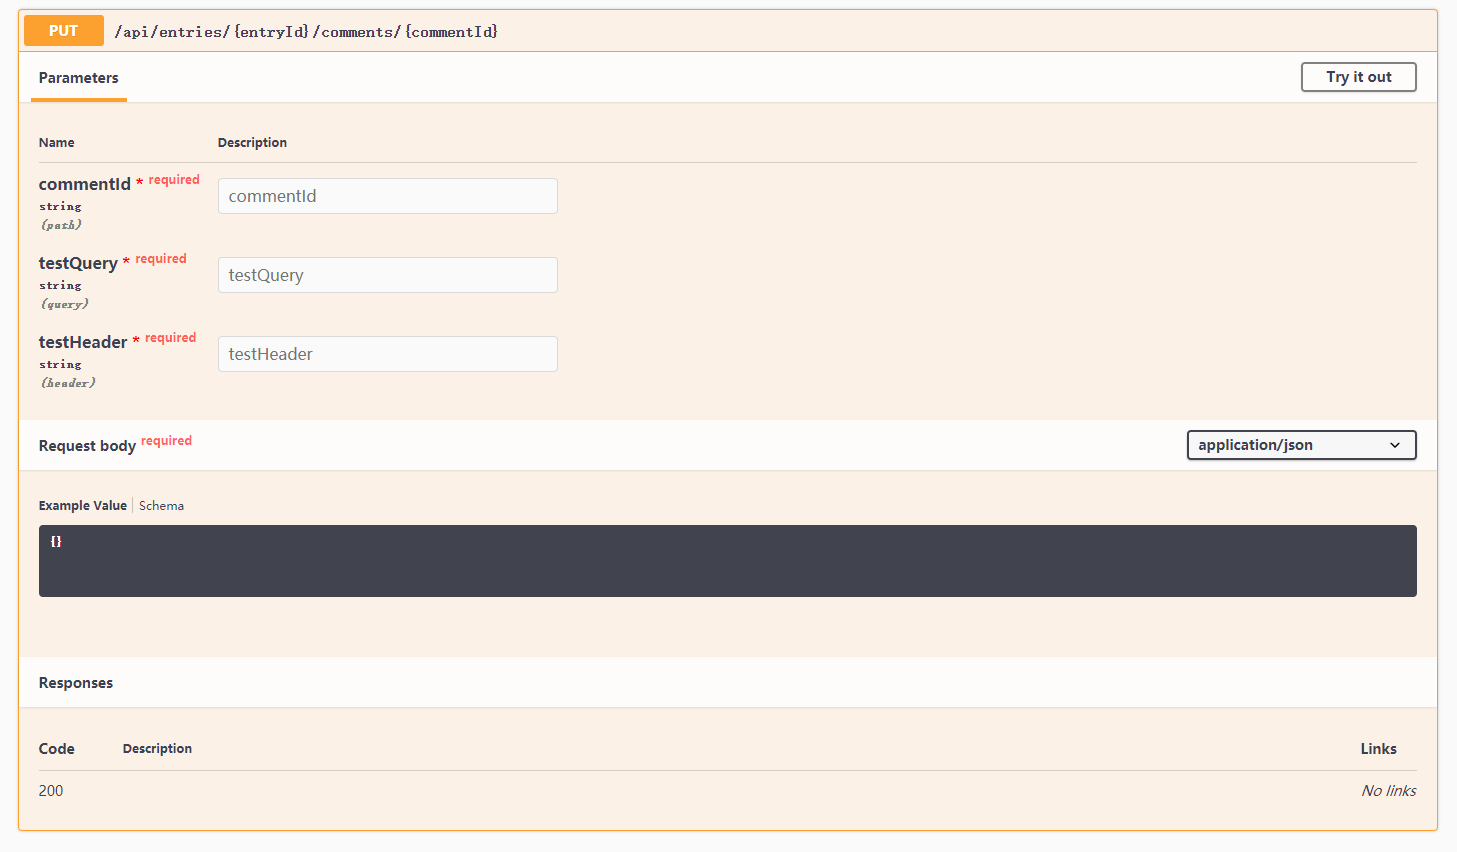 PUT /api/entries/{entryId}/comments/{commentId}
Parameters Try it out
Name Description
commentId * required
string
(path)
commentId
testQuery * required
string
(query)
testQuery
testHeader * required
string
(header)
testHeader
Request body required application/json
Example Value Schema
{}
Responses
Code Description Links
200 No links